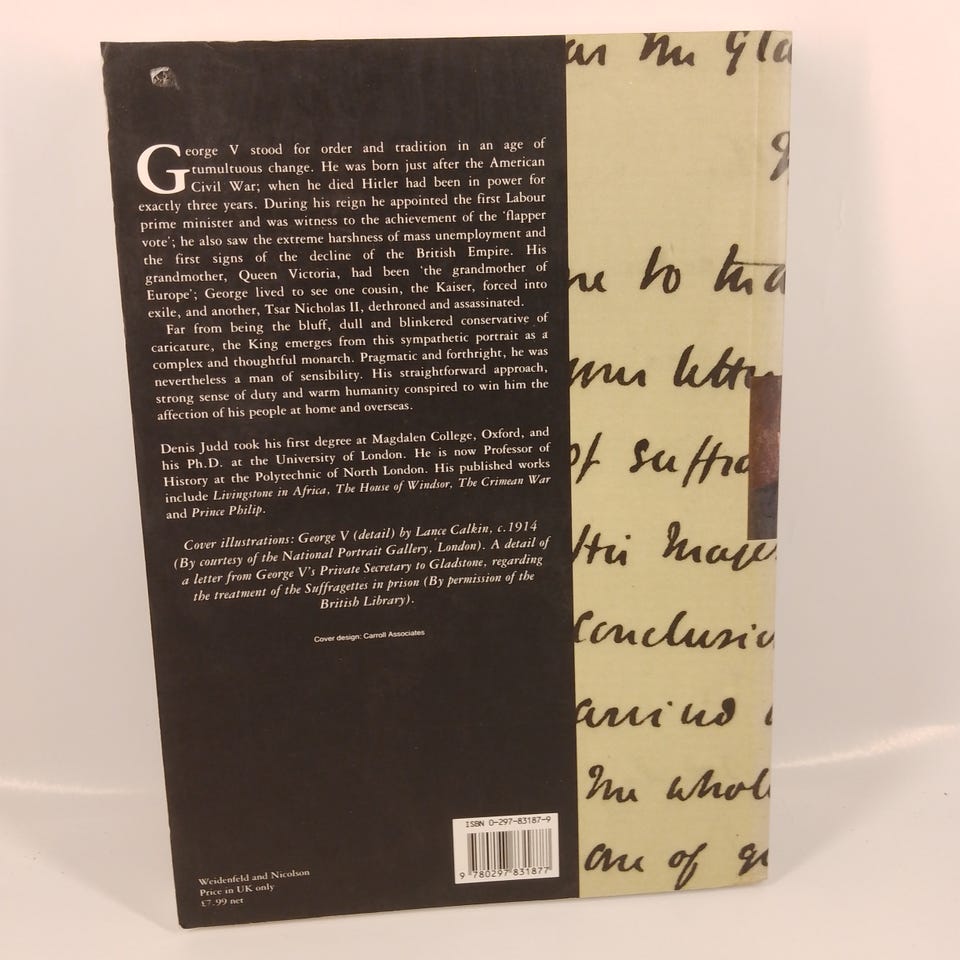 George V stood for order and tradition in an age of
tumultuous change. He was born just after the American
Civil War; when he died Hitler had been in power for
exactly three years. During his reign he appointed the first Labour
prime minister and was witness to the achievement of the 'flapper
vote'; he also saw the extreme harshness of mass unemployment and
the first signs of the decline of the British Empire. His
grandmother, Queen Victoria, had been 'the grandmother of
Europe'; George lived to see one cousin, the Kaiser, forced into
exile, and another, Tsar Nicholas II, dethroned and assassinated.
Far from being the bluff, dull and blinkered conservative of
caricature, the King emerges from this sympathetic portrait as a
complex and thoughtful monarch. Pragmatic and forthright, he was
nevertheless a man of sensibility. His straightforward approach,
strong sense of duty and warm humanity conspired to win him the
affection of his people at home and overseas.
Denis Judd took his first degree at Magdalen College, Oxford, and
his Ph.D. at the University of London. He is now Professor of
History at the Polytechnic of North London. His published works
include Livingstone in Africa, The House of Windsor, The Crimean War
and Prince Philip.
Cover illustrations: George V (detail) by Lance Calkin, c.1914
(By courtesy of the National Portrait Gallery, London). A detail of
a letter from George V's Private Secretary to Gladstone, regarding
the treatment of the Suffragettes in prison (By permission of the
British Library).
Cover design: Carroll Associates
Weidenfeld and Nicolson
Price in UK only
£7.99 net
ISBN 0-297-83187-9
9 780297 831877
to
your letter
of suffra
His Majes
Conclusio
The whole
one of